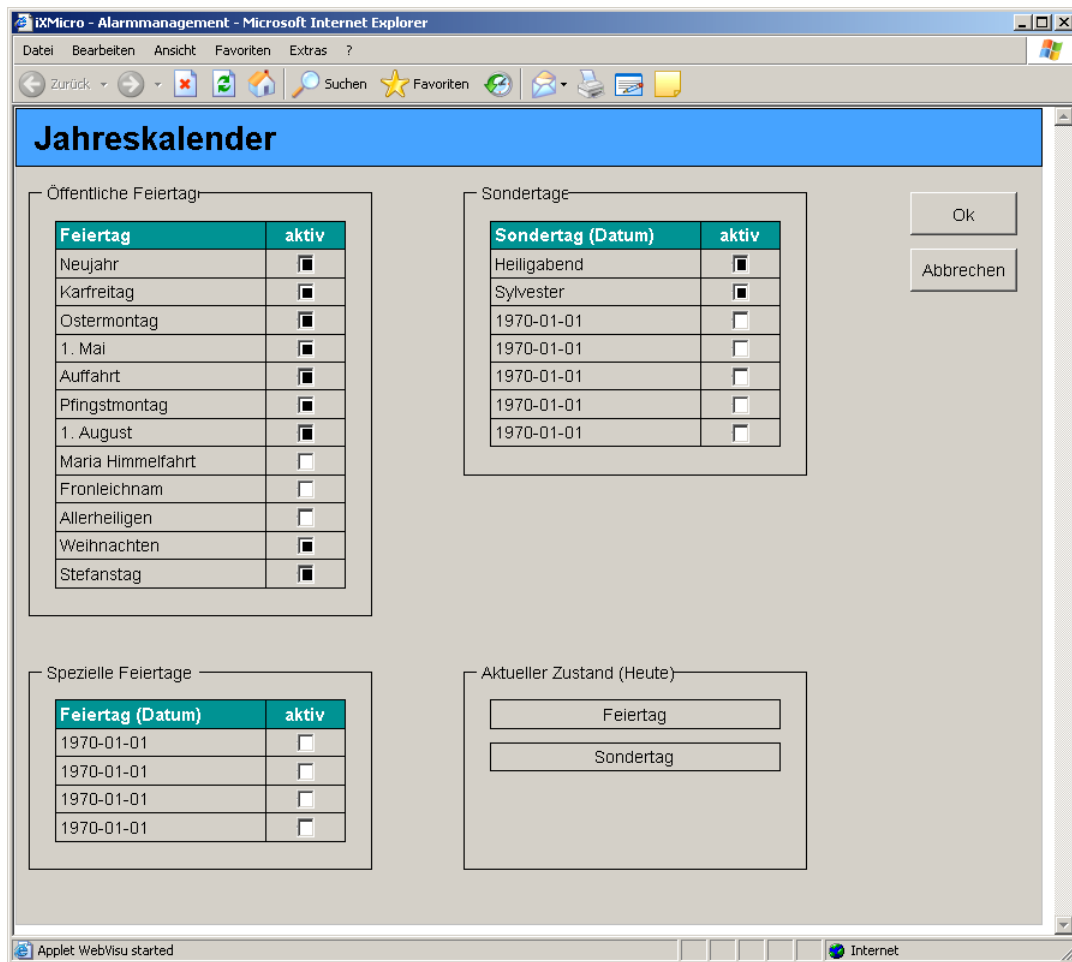 iXMicro - Alarmmanagement - Microsoft Internet Explorer
Datei Bearbeiten Ansicht Favoriten Extras ?
Zurück Suchen Favoriten
Jahreskalender
Öffentliche Feiertag
Feiertag aktiv
Neujahr
Karfreitag
Ostermontag
1. Mai
Auffahrt
Pfingstmontag
1. August
Maria Himmelfahrt
Fronleichnam
Allerheiligen
Weihnachten
Stefanstag
Sondertage
Sondertag (Datum) aktiv
Heiligabend
Sylvester
1970-01-01
1970-01-01
1970-01-01
1970-01-01
1970-01-01
Ok
Abbrechen
Spezielle Feiertage
Feiertag (Datum) aktiv
1970-01-01
1970-01-01
1970-01-01
1970-01-01
Aktueller Zustand (Heute)
Feiertag
Sondertag
Applet WebVisu started
Internet